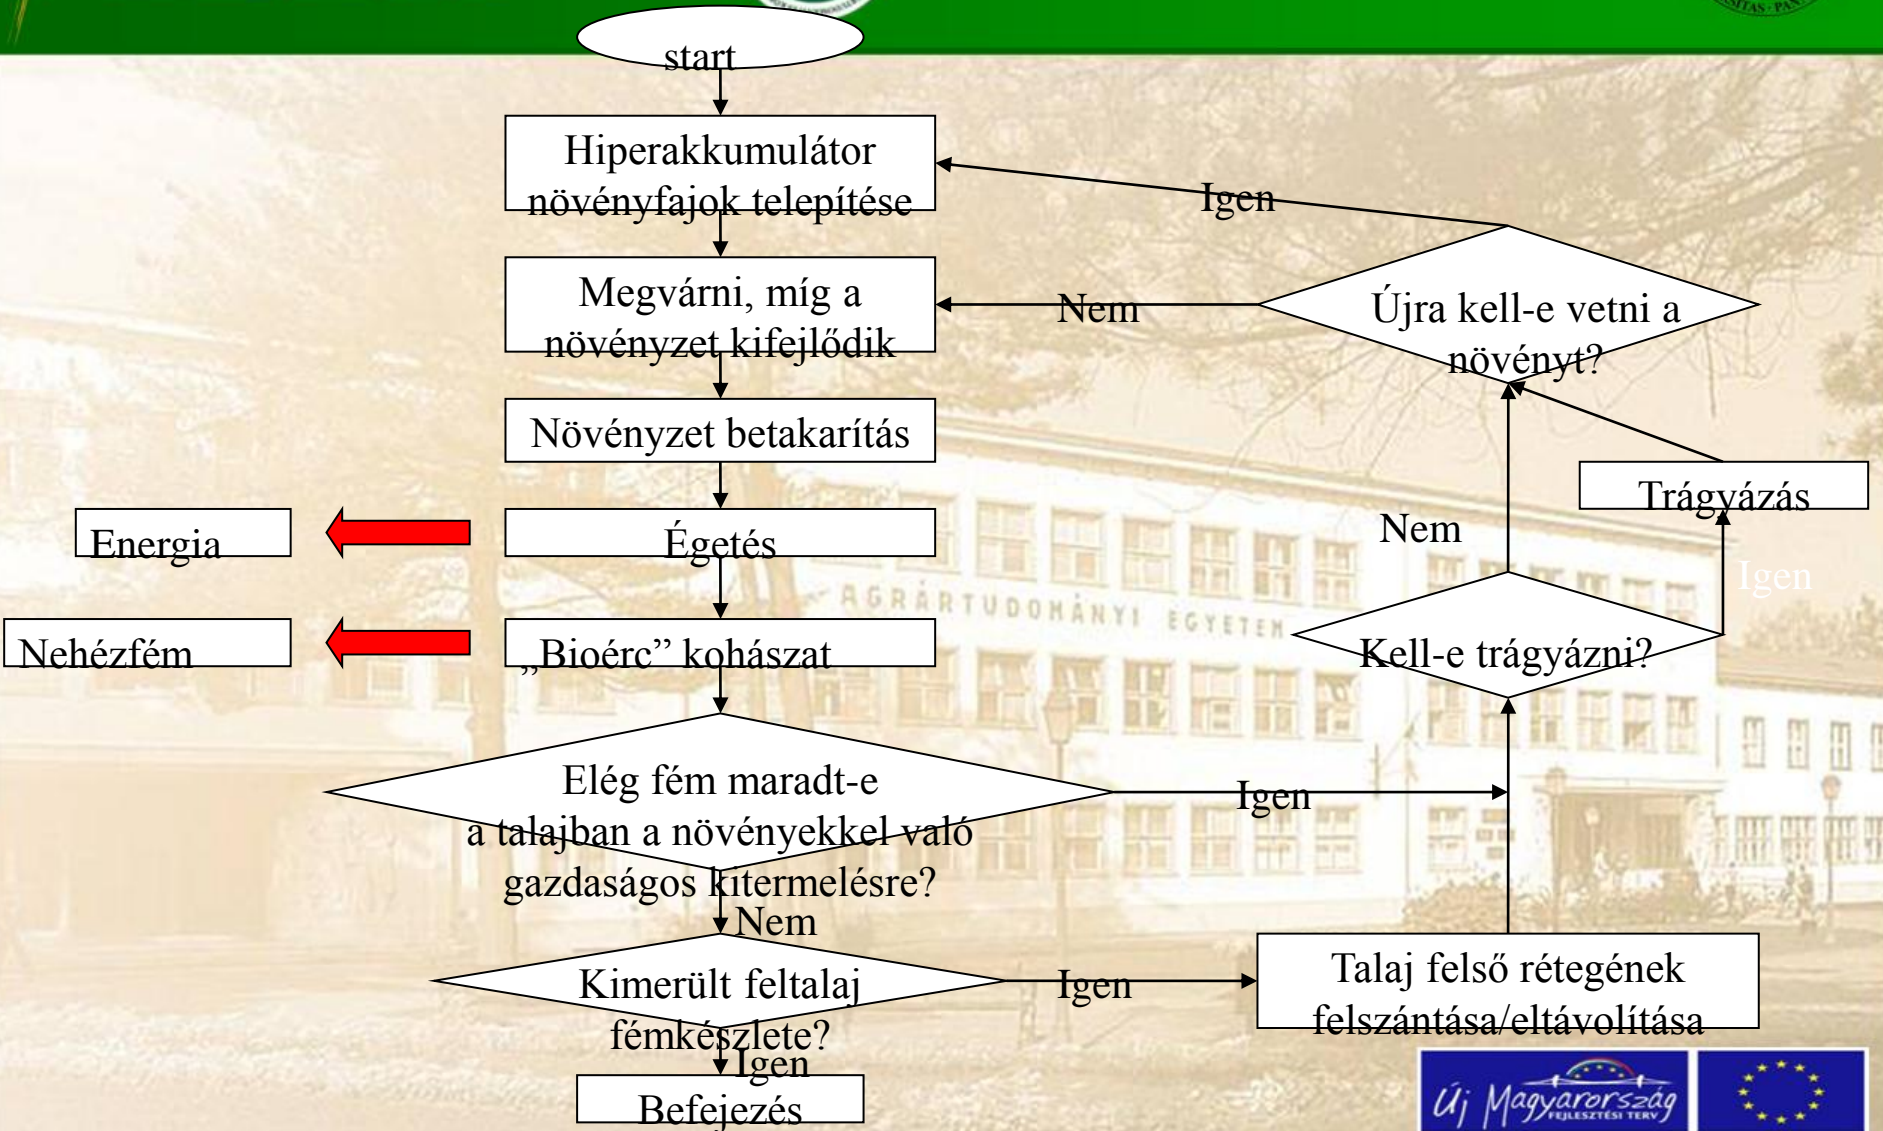 start
Hiperakkumulátor
növényfajok telepítése
Igen
Megvárni, míg a
növényzet kifejlődik
Nem
Újra kell-e vetni a
növényt?
Növényzet betakarítás
Trágyázás
Nem
Energia
Égetés
Igen
AGRÁRTUDOMÁNYI EGYETEM
Nehézfém
„Bioérc” kohászat
Kell-e trágyázni?
Elég fém maradt-e
a talajban a növényekkel való
gazdaságos kitermelésre?
Igen
Nem
Kimerült feltalaj
fémkészlete?
Igen
Talaj felső rétegének
felszántása/eltávolítása
Igen
Befejezés
Új Magyarország
FEJLESZTÉSI TERV